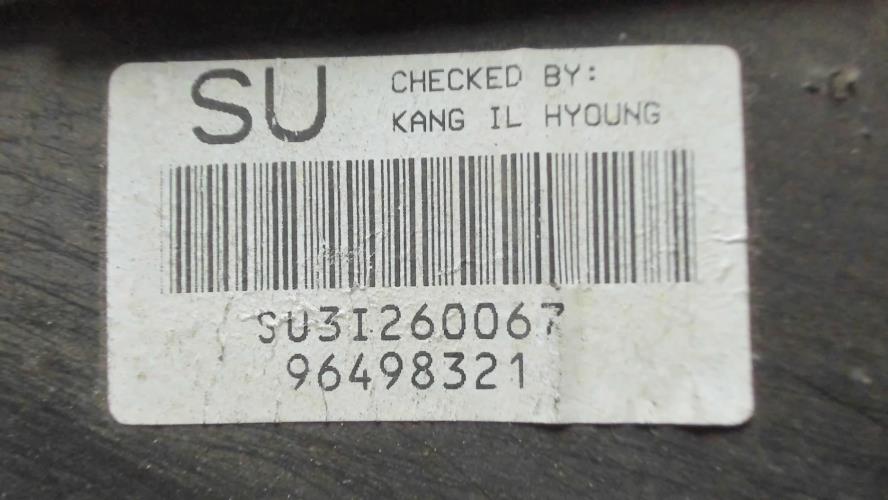 SU
CHECKED BY:
KANG IL HYOUNG
SU3I260067
96498321